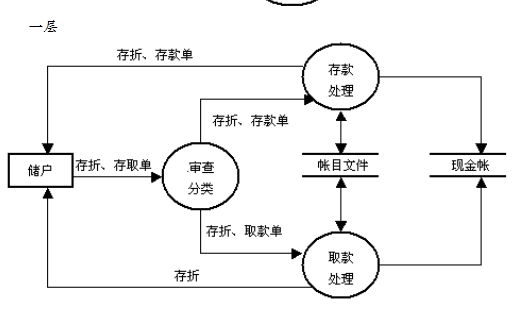 一层
存折、存款单
存款
处理
存折、存款单
储户
存折、存取单
审查
分类
帐目文件
现金帐
存折、取款单
取款
处理
存折